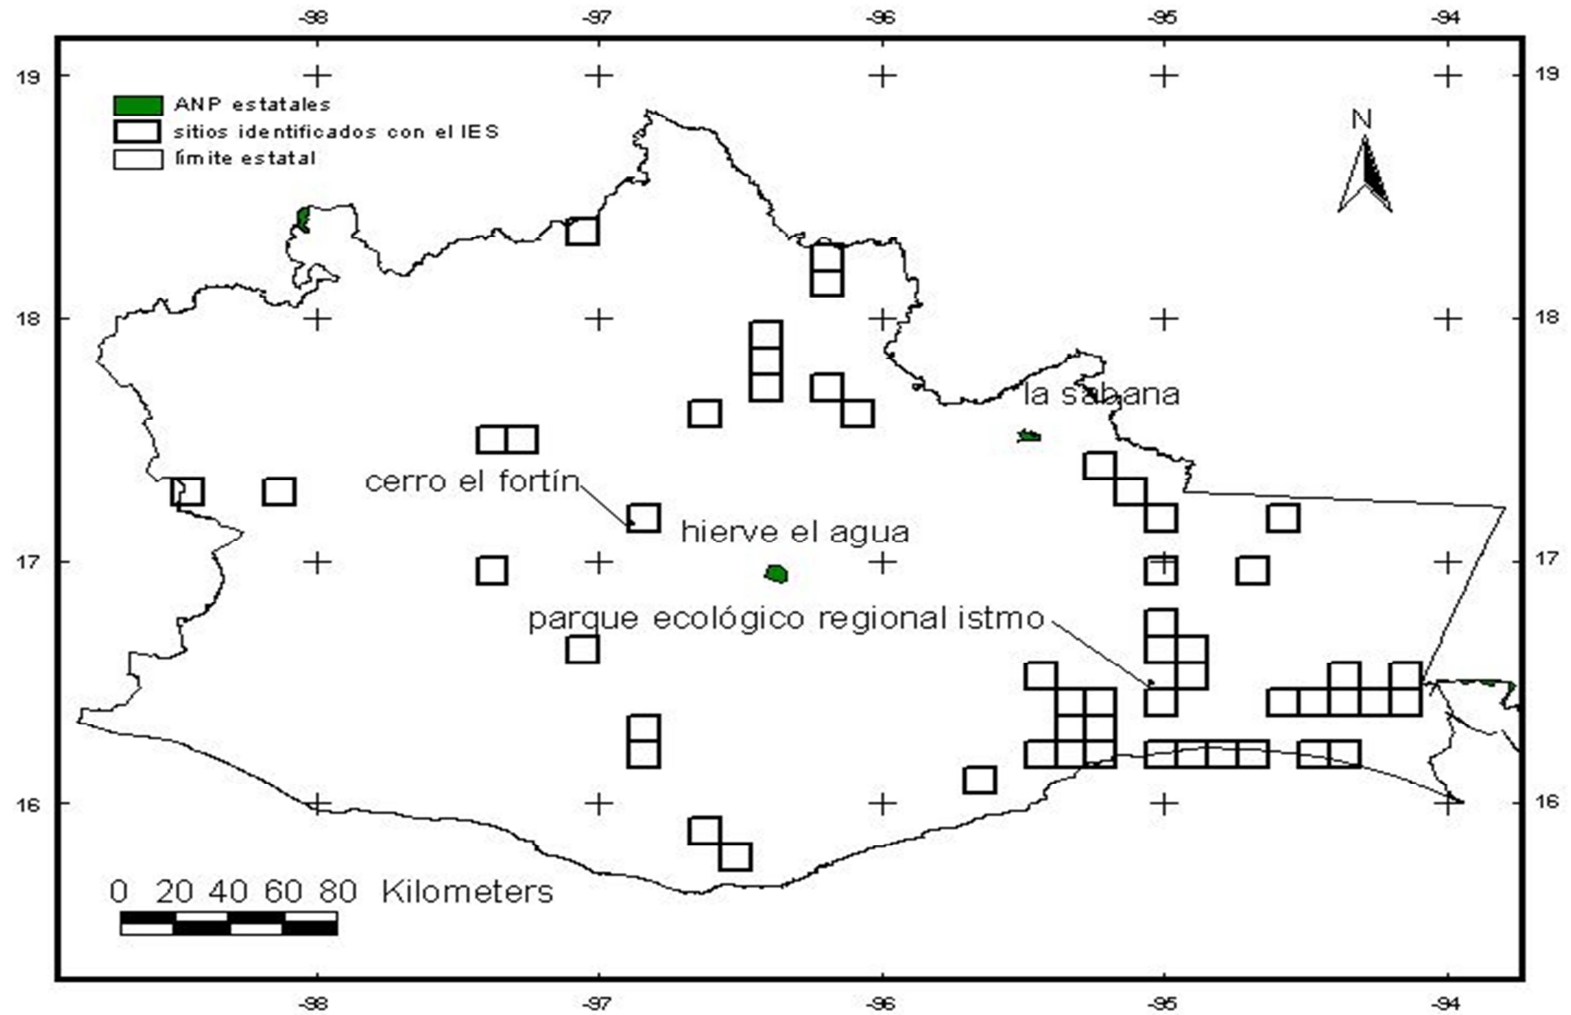 -98 -97 -96 -95 -94
19 19
N
ANP estatales
sitios identificados con el IES
límite estatal
18 18
la sabana
cerro el fortín
hierve el agua
17 17
parque ecológico regional istmo
16 16
0 20 40 60 80 Kilometers
-98 -97 -96 -95 -94